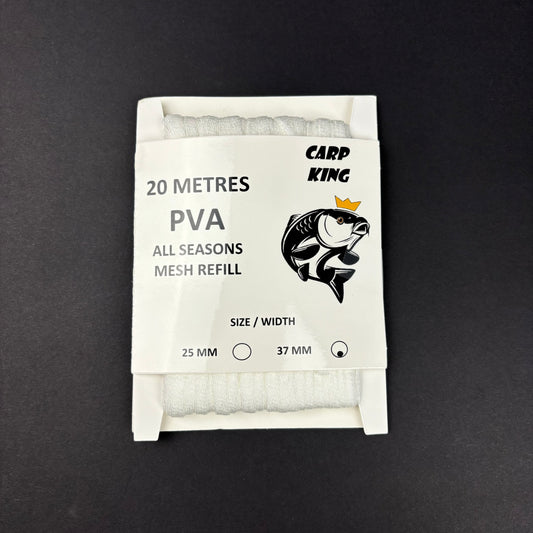 CARP
KING
20 METRES
PVA
ALL SEASONS
MESH REFILL
SIZE / WIDTH
25 MM
37 MM